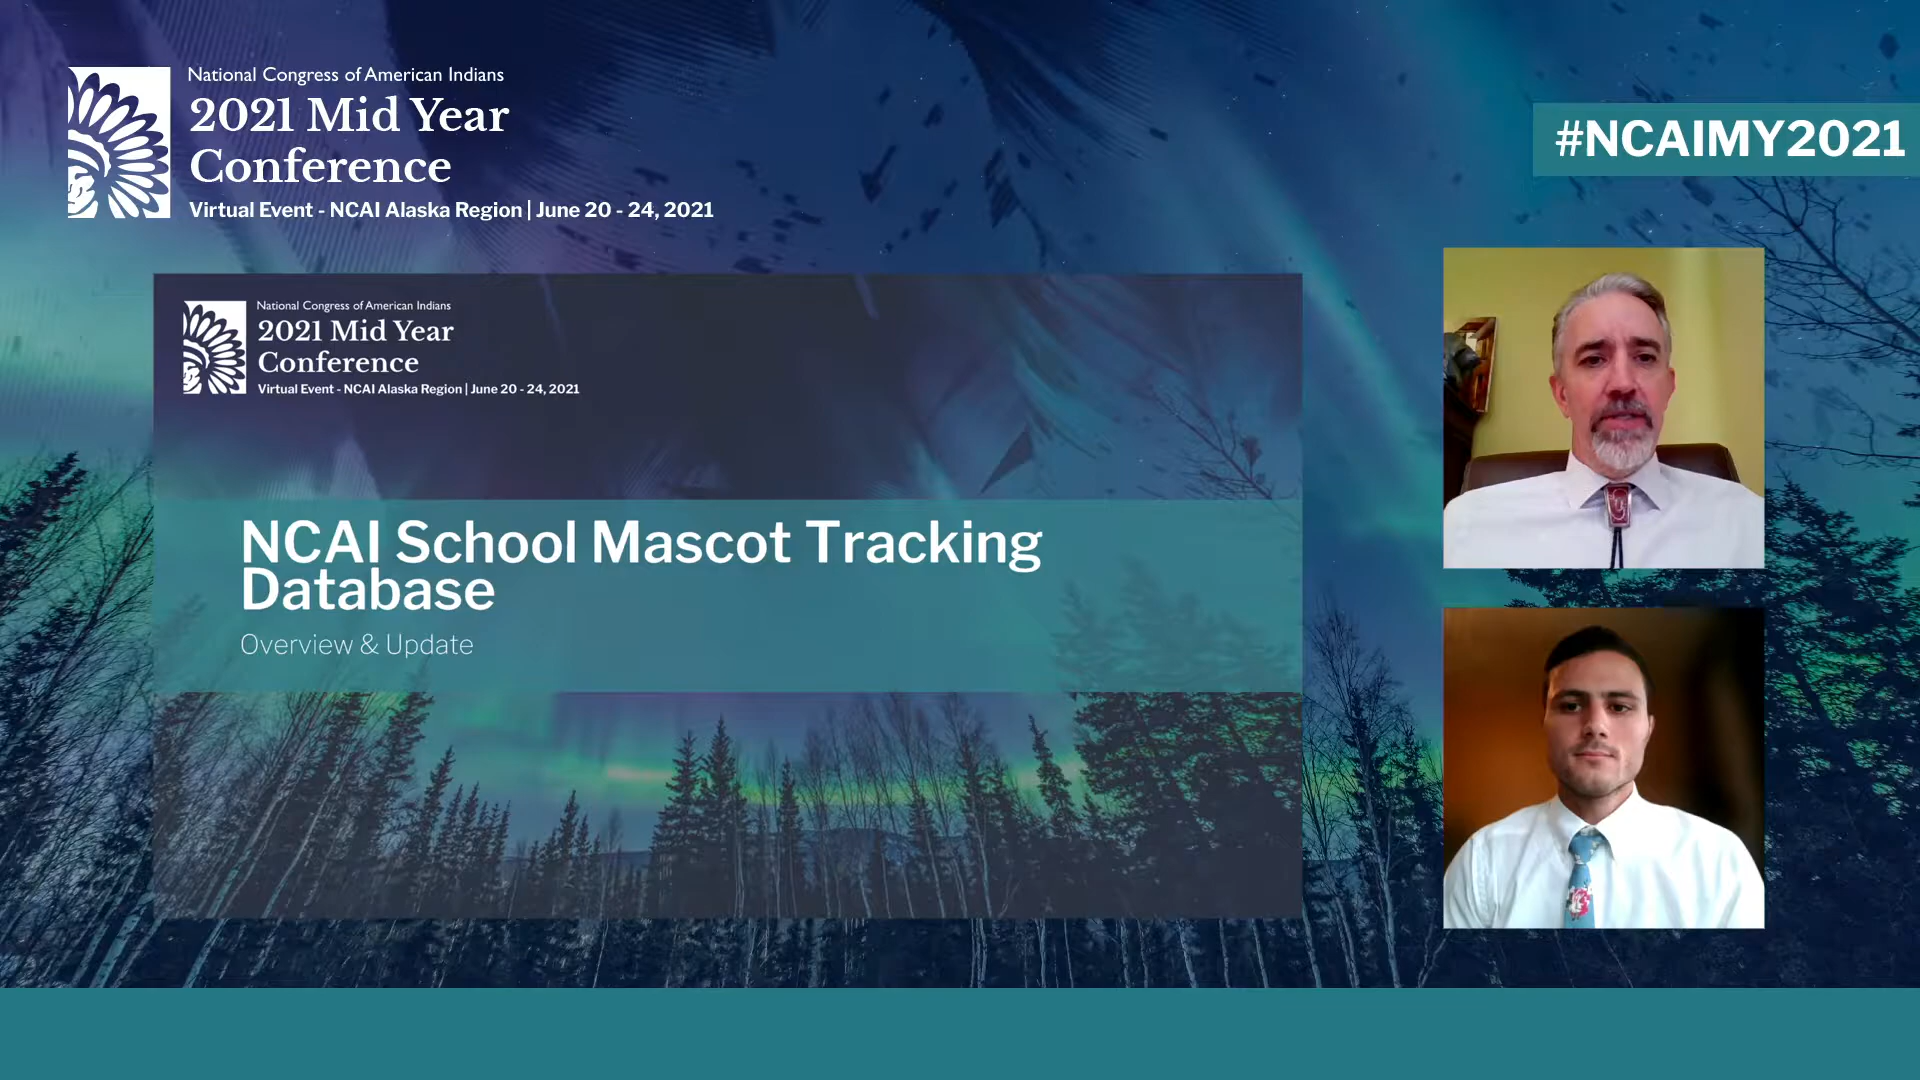 National Congress of American Indians
2021 Mid Year
Conference
Virtual Event - NCAI Alaska Region | June 20 - 24, 2021
#NCAIMY2021
National Congress of American Indians
2021 Mid Year
Conference
Virtual Event - NCAI Alaska Region | June 20 - 24, 2021
NCAI School Mascot Tracking
Database
Overview & Update